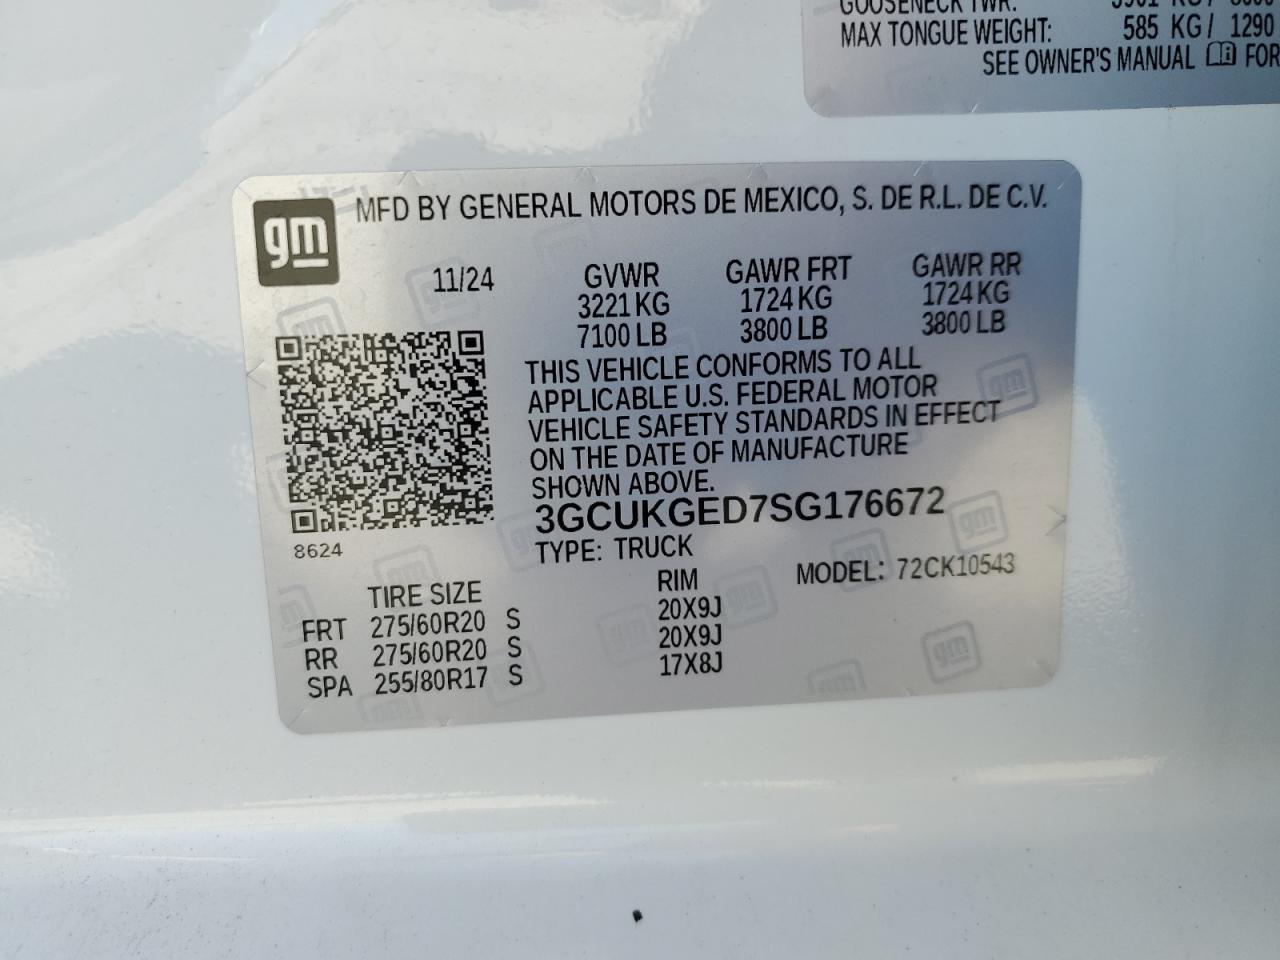 GOOSENECK TWR:
MAX TONGUE WEIGHT: 585 KG / 1290
SEE OWNER'S MANUAL FOR
gm MFD BY GENERAL MOTORS DE MEXICO, S. DE R.L. DE C.V.
11/24 GVWR GAWR FRT GAWR RR
3221 KG 1724 KG 1724 KG
7100 LB 3800 LB 3800 LB
THIS VEHICLE CONFORMS TO ALL
APPLICABLE U.S. FEDERAL MOTOR
VEHICLE SAFETY STANDARDS IN EFFECT
ON THE DATE OF MANUFACTURE
SHOWN ABOVE.
3GCUKGED7SG176672
8624
TYPE: TRUCK
MODEL: 72CK10543
TIRE SIZE RIM
FRT 275/60R20 S 20X9J
RR 275/60R20 S 20X9J
SPA 255/80R17 S 17X8J